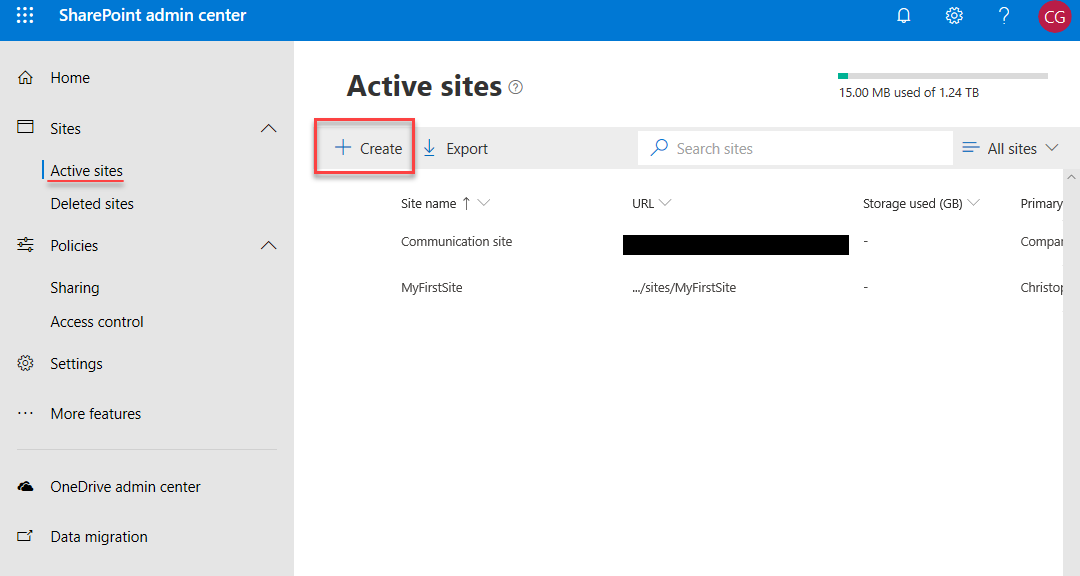 SharePoint admin center
CG
Home
Sites
Active sites
Deleted sites
Policies
Sharing
Access control
Settings
More features
OneDrive admin center
Data migration
Active sites
15.00 MB used of 1.24 TB
Create Export Search sites All sites
Site name URL Storage used (GB) Primary
Communication site - Compar
MyFirstSite .../sites/MyFirstSite - Christop